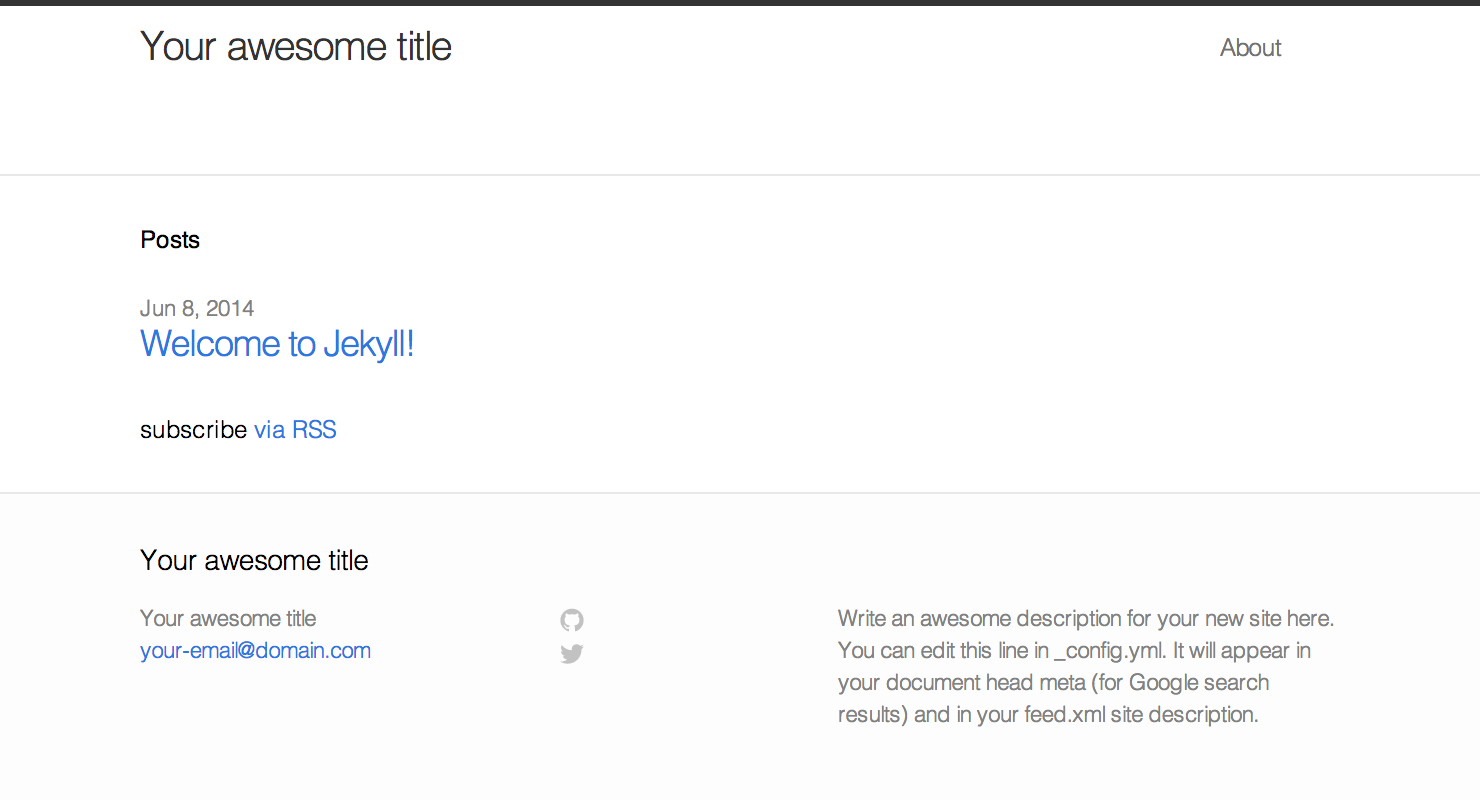 Your awesome title
About
Posts
Jun 8, 2014
Welcome to Jekyll!
subscribe via RSS
Your awesome title
Your awesome title
your-email@domain.com
Write an awesome description for your new site here.
You can edit this line in _config.yml. It will appear in
your document head meta (for Google search
results) and in your feed.xml site description.